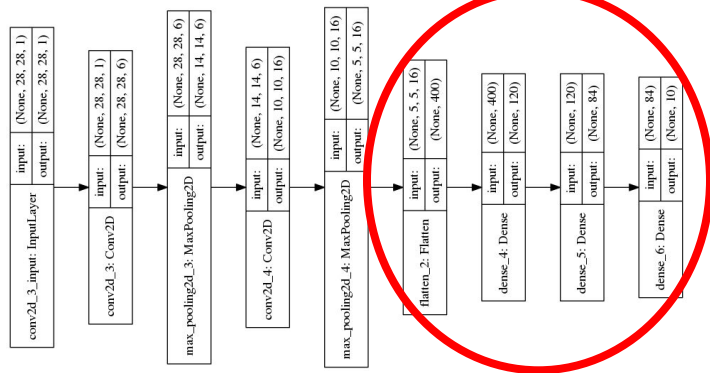 conv2d_3_input: InputLayer
input: (None, 28, 28, 1)
output: (None, 28, 28, 1)
conv2d_3: Conv2D
input: (None, 28, 28, 1)
output: (None, 28, 28, 6)
max_pooling2d_3: MaxPooling2D
input: (None, 28, 28, 6)
output: (None, 14, 14, 6)
conv2d_4: Conv2D
input: (None, 14, 14, 6)
output: (None, 10, 10, 16)
max_pooling2d_4: MaxPooling2D
input: (None, 10, 10, 16)
output: (None, 5, 5, 16)
flatten_2: Flatten
input: (None, 5, 5, 16)
output: (None, 400)
dense_4: Dense
input: (None, 400)
output: (None, 120)
dense_5: Dense
input: (None, 120)
output: (None, 84)
dense_6: Dense
input: (None, 84)
output: (None, 10)